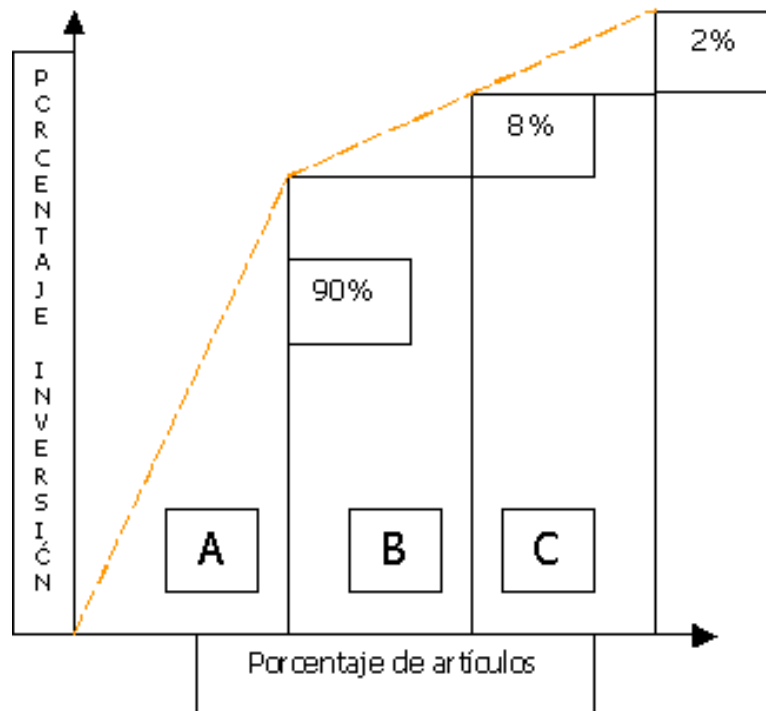 PORCENTAJE INVERSIÓN
2%
8%
90%
A
B
C
Porcentaje de artículos